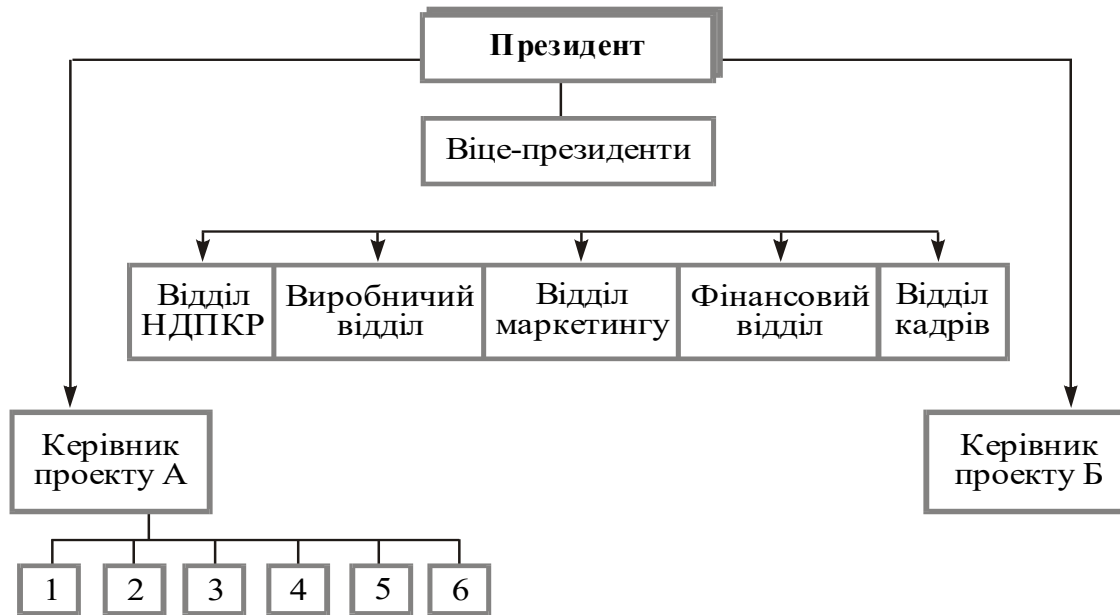 Президент
Віце-президенти
Відділ
НДПКР
Виробничий
відділ
Відділ
маркетингу
Фінансовий
відділ
Відділ
кадрів
Керівник
проекту А
Керівник
проекту Б
1
2
3
4
5
6